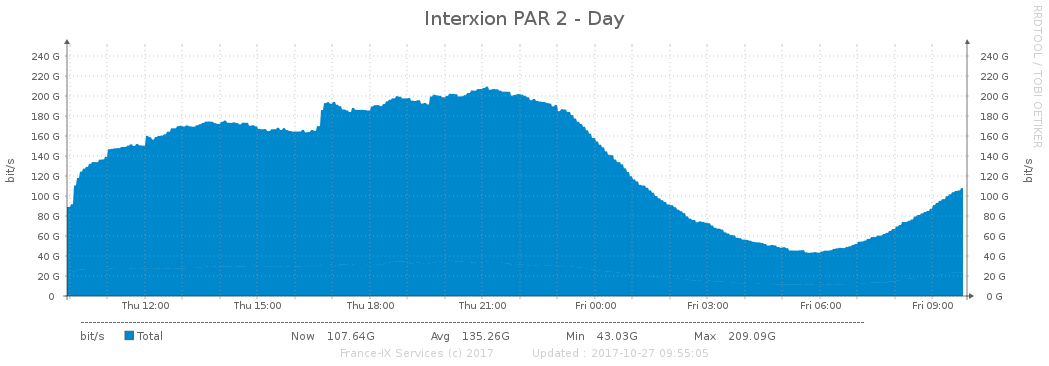 Interxion PAR 2 - Day
RRDTOOL / TOBI OETIKER
bit/s
240 G 240 G
220 G 220 G
200 G 200 G
180 G 180 G
160 G 160 G
140 G 140 G
120 G 120 G
100 G 100 G
80 G 80 G
60 G 60 G
40 G 40 G
20 G 20 G
0 0 G
bit/s
Thu 12:00 Thu 15:00 Thu 18:00 Thu 21:00 Fri 00:00 Fri 03:00 Fri 06:00 Fri 09:00
bit/s Total Now 107.64G Avg 135.26G Min 43.03G Max 209.09G
France-IX Services (c) 2017 Updated : 2017-10-27 09:55:05